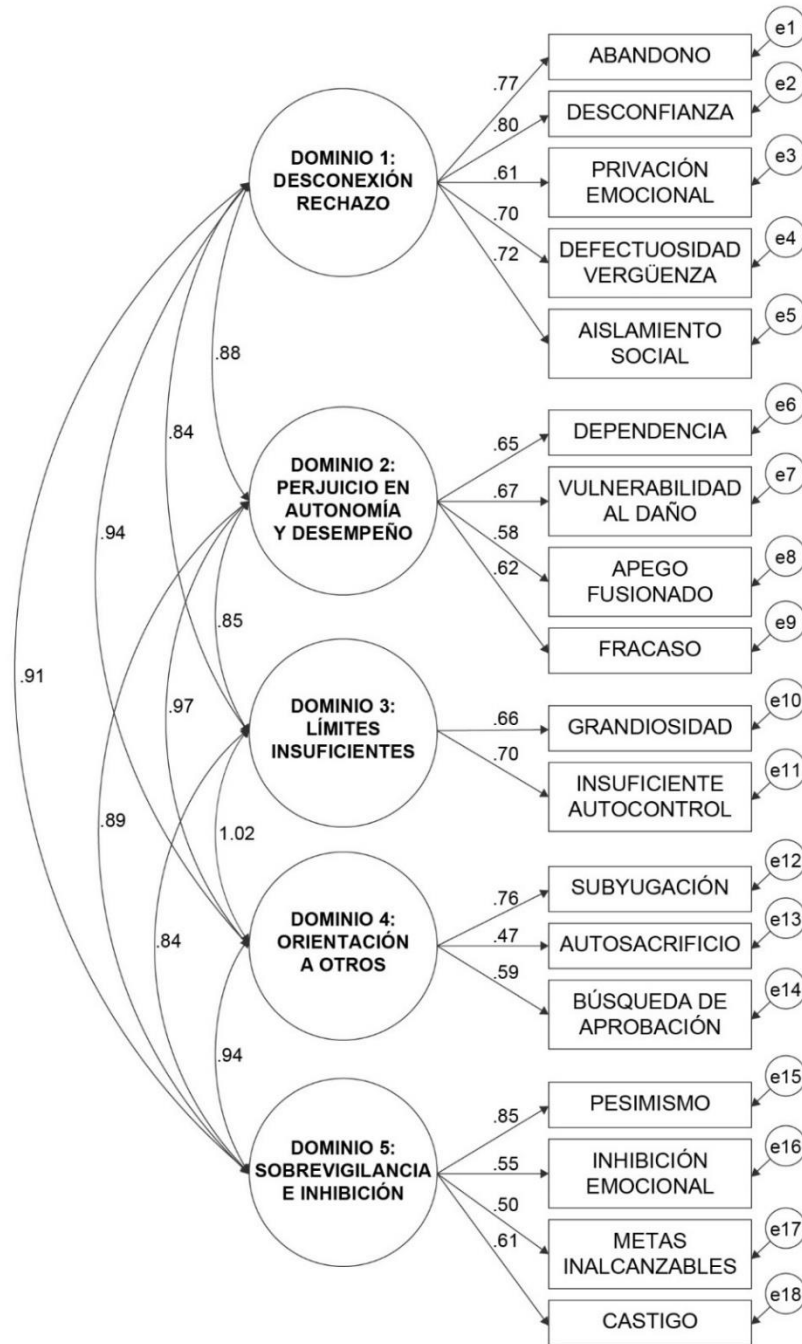 e1
ABANDONO
.77
e2
.80
DESCONFIANZA
DOMINIO 1:
DESCONEXIÓN
RECHAZO
e3
.61
PRIVACIÓN
EMOCIONAL
.70
e4
DEFECTUOSIDAD
VERGÜENZA
.72
e5
AISLAMIENTO
SOCIAL
.88
e6
.84
DEPENDENCIA
.65
DOMINIO 2:
PERJUICIO EN
AUTONOMÍA
Y DESEMPEÑO
e7
.67
VULNERABILIDAD
AL DAÑO
.94
.58
e8
APEGO
FUSIONADO
.62
e9
FRACASO
.85
.91
.97
e10
DOMINIO 3:
LÍMITES
INSUFICIENTES
.66
GRANDIOSIDAD
.70
e11
INSUFICIENTE
AUTOCONTROL
.89
1.02
e12
SUBYUGACIÓN
.76
DOMINIO 4:
ORIENTACIÓN
A OTROS
e13
.84
.47
AUTOSACRIFICIO
.59
e14
BÚSQUEDA DE
APROBACIÓN
.94
e15
PESIMISMO
.85
DOMINIO 5:
SOBREVIGILANCIA
E INHIBICIÓN
e16
.55
INHIBICIÓN
EMOCIONAL
.50
e17
METAS
INALCANZABLES
.61
e18
CASTIGO